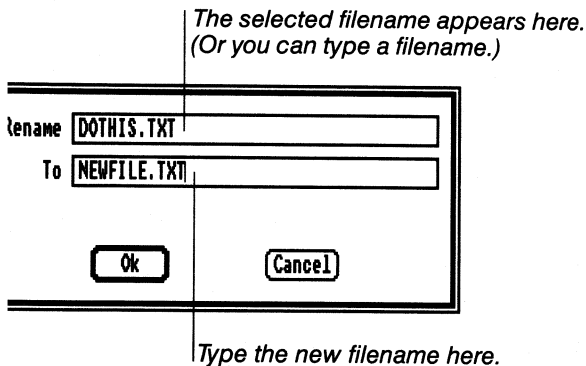 The selected filename appears here.
(Or you can type a filename.)
Rename DOTHIS.TXT
To NEWFILE.TXT
Ok Cancel
Type the new filename here.